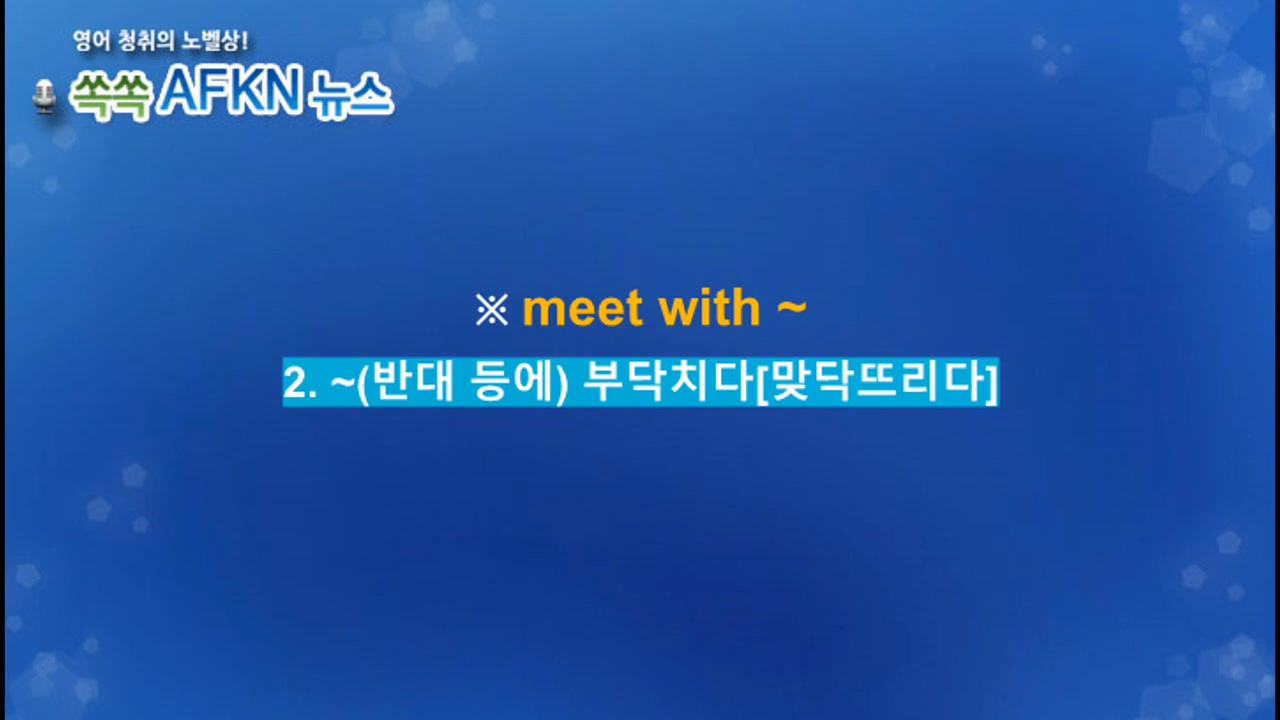 영어 청취의 노벨상!
쏙쏙 AFKN 뉴스
※ meet with ~
2. ~(반대 등에) 부닥치다[맞닥뜨리다]